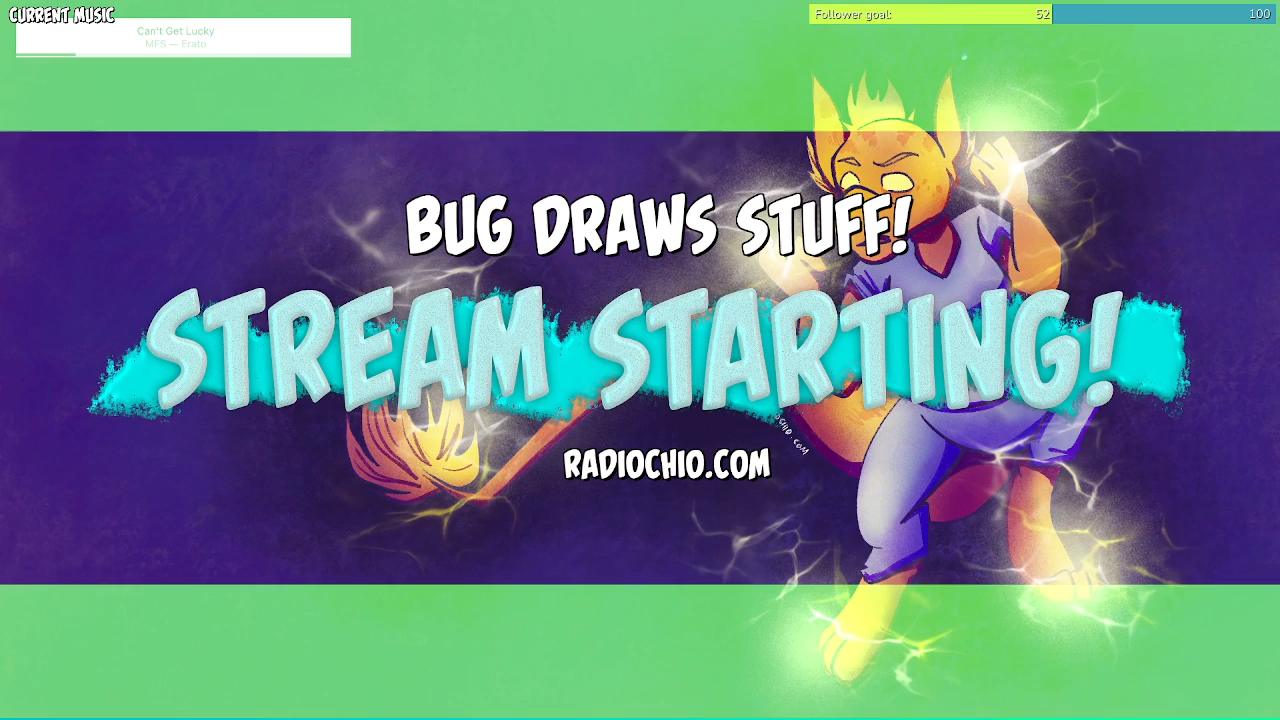 CURRENT MUSIC
Can't Get Lucky
MFS — Erato
Follower goal: 52 100
BUG DRAWS STUFF!
STREAM STARTING!
RADIOCHIO.COM